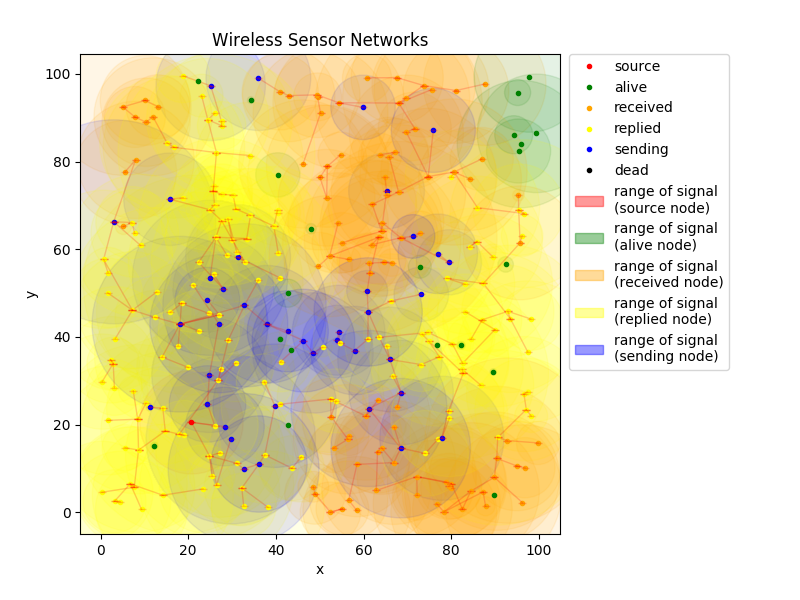 Wireless Sensor Networks
100
80
60
40
20
0
y
0 20 40 60 80 100
x
source
alive
received
replied
sending
dead
range of signal
(source node)
range of signal
(alive node)
range of signal
(received node)
range of signal
(replied node)
range of signal
(sending node)